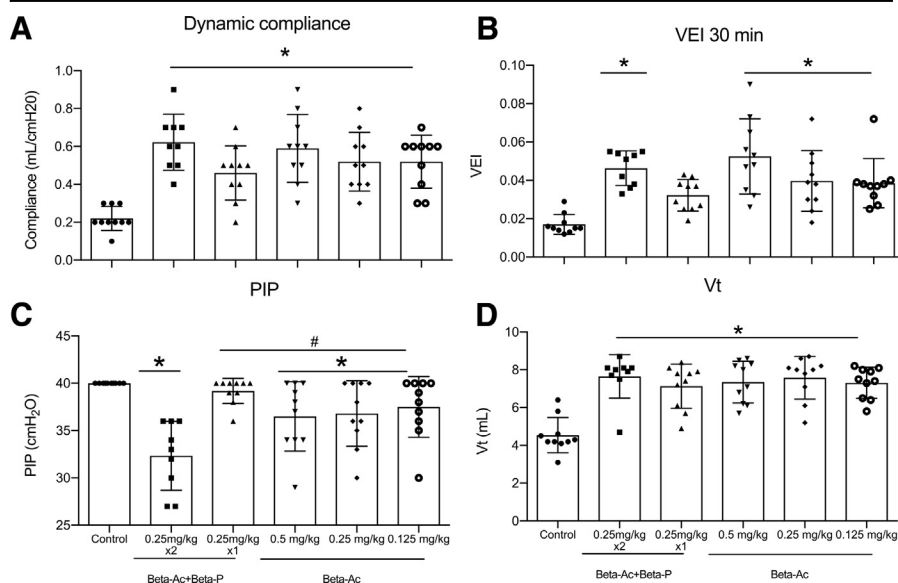 A
Dynamic compliance
*
Compliance (mL/cmH20)
1.0
0.8
0.6
0.4
0.2
0.0
B
VEI 30 min
*
*
VEI
0.10
0.08
0.06
0.04
0.02
0.00
C
PIP
#
*
*
PIP (cmH2O)
45
40
35
30
25
Control
0.25mg/kg x2
0.25mg/kg x1
0.5 mg/kg
0.25 mg/kg
0.125 mg/kg
Beta-Ac+Beta-P
Beta-Ac
D
Vt
*
Vt (mL)
10
8
6
4
2
0
Control
0.25mg/kg x2
0.25mg/kg x1
0.5 mg/kg
0.25 mg/kg
0.125 mg/kg
Beta-Ac+Beta-P
Beta-Ac